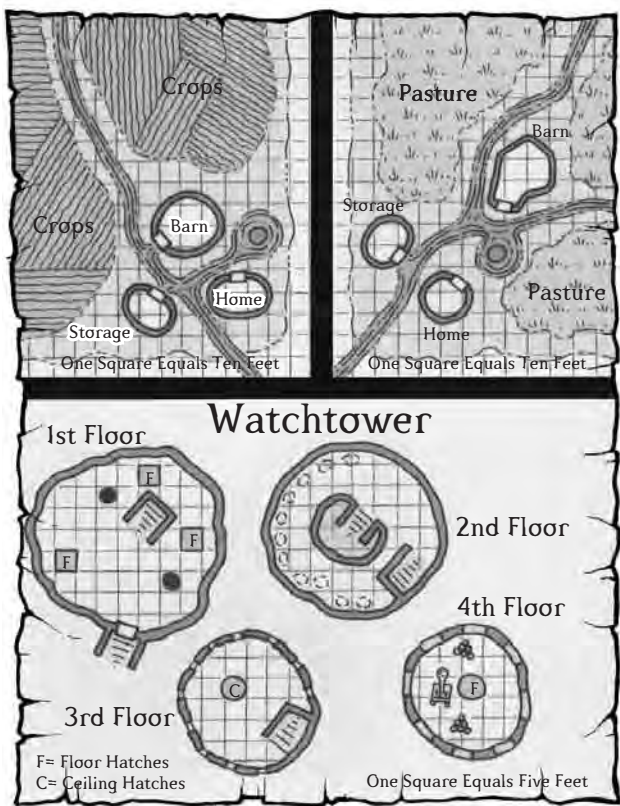 Crops
Crops
Barn
Home
Storage
One Square Equals Ten Feet
Pasture
Barn
Storage
Pasture
Home
One Square Equals Ten Feet
Watchtower
1st Floor
F
F
F
2nd Floor
3rd Floor
C
4th Floor
F
F= Floor Hatches
C= Ceiling Hatches
One Square Equals Five Feet